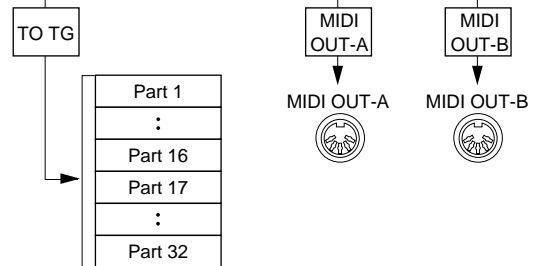 TO TG
MIDI
OUT-A
MIDI
OUT-B
MIDI OUT-A
MIDI OUT-B
Part 1
:
Part 16
Part 17
:
Part 32